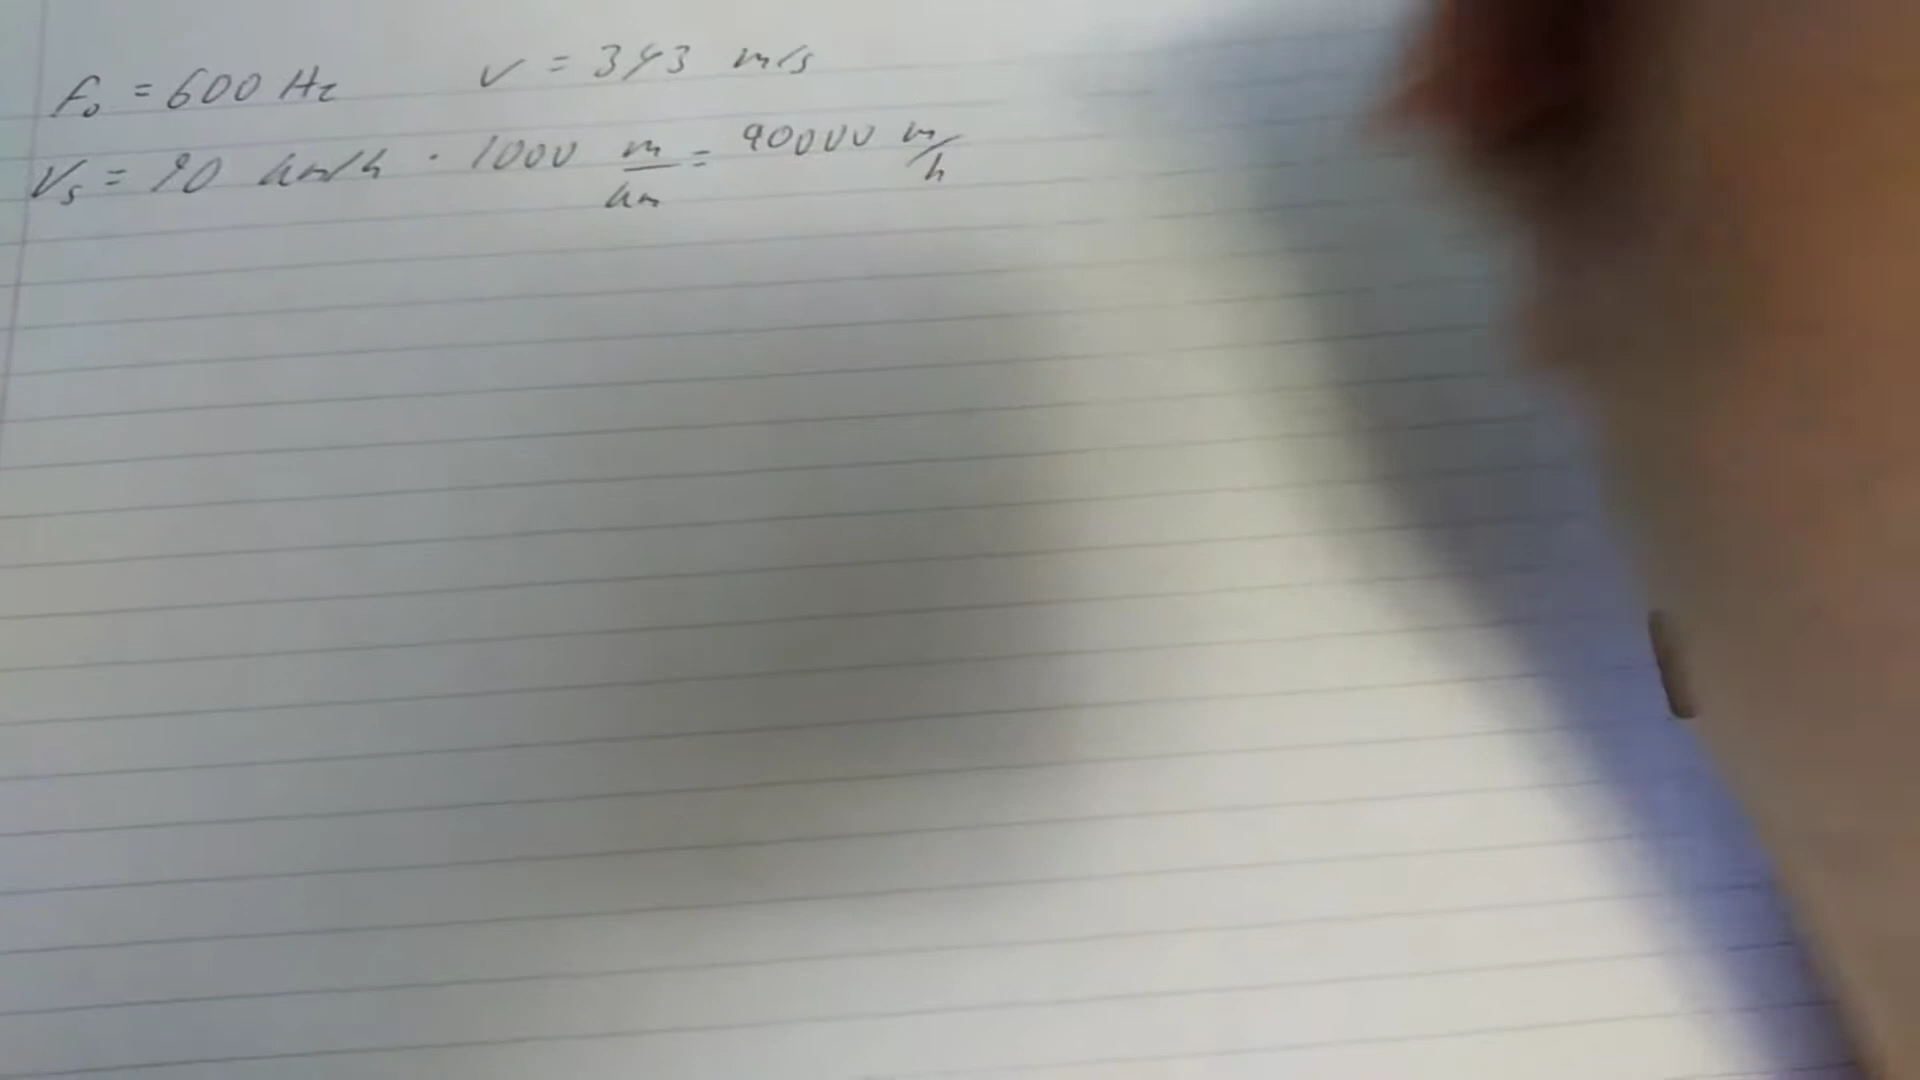 f₀ = 600 Hz v = 343 m/s
Vₛ = 90 km/h · 1000 m/km = 90000 m/h